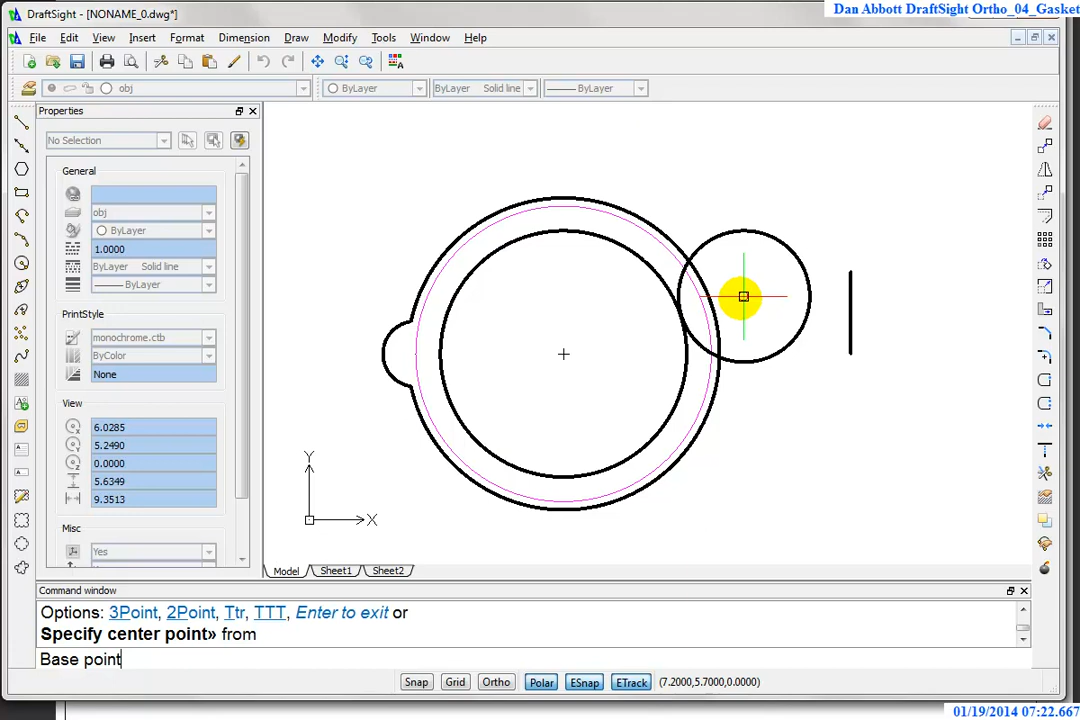 DraftSight - [NONAME_0.dwg*]
Dan Abbott DraftSight Ortho_04_Gasket
File Edit View Insert Format Dimension Draw Modify Tools Window Help
obj ByLayer ByLayer Solid line ByLayer
Properties
No Selection
General
obj
ByLayer
1.0000
ByLayer Solid line
ByLayer
PrintStyle
monochrome.ctb
ByColor
None
View
6.0285
5.2490
0.0000
5.6349
9.3513
Misc
Yes
Y
X
Model Sheet1 Sheet2
Command window
Options: 3Point, 2Point, Ttr, TTT, Enter to exit or
Specify center point» from
Base point
Snap Grid Ortho Polar ESnap ETrack (7.2000,5.7000,0.0000)
01/19/2014 07:22.667